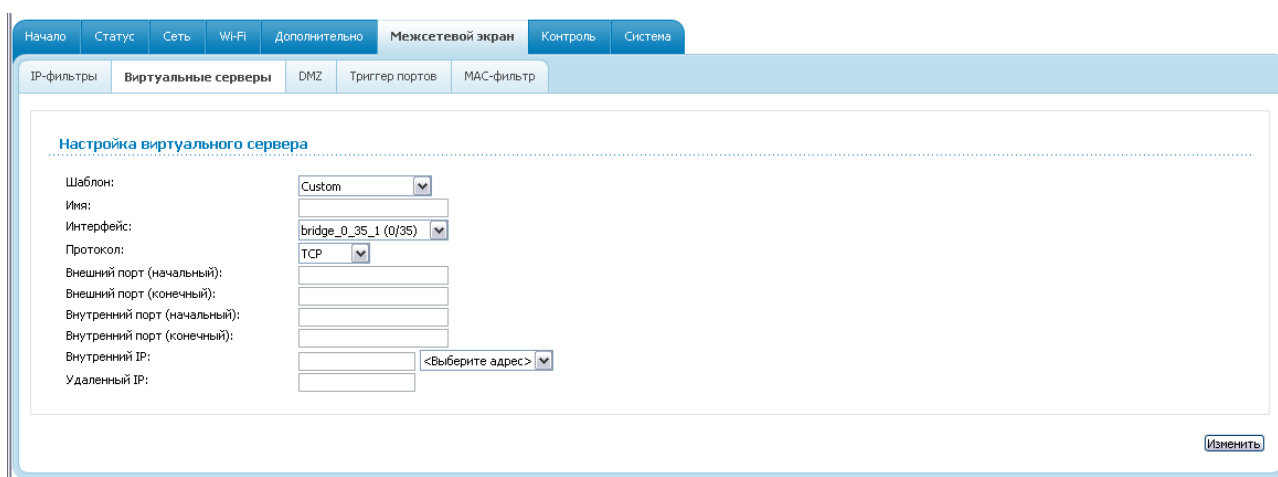 Начало Статус Сеть Wi-Fi Дополнительно Межсетевой экран Контроль Система
IP-фильтры Виртуальные серверы DMZ Триггер портов MAC-фильтр
Настройка виртуального сервера
Шаблон: Custom
Имя:
Интерфейс: bridge_0_35_1 (0/35)
Протокол: TCP
Внешний порт (начальный):
Внешний порт (конечный):
Внутренний порт (начальный):
Внутренний порт (конечный):
Внутренний IP: <Выберите адрес>
Удаленный IP:
Изменить